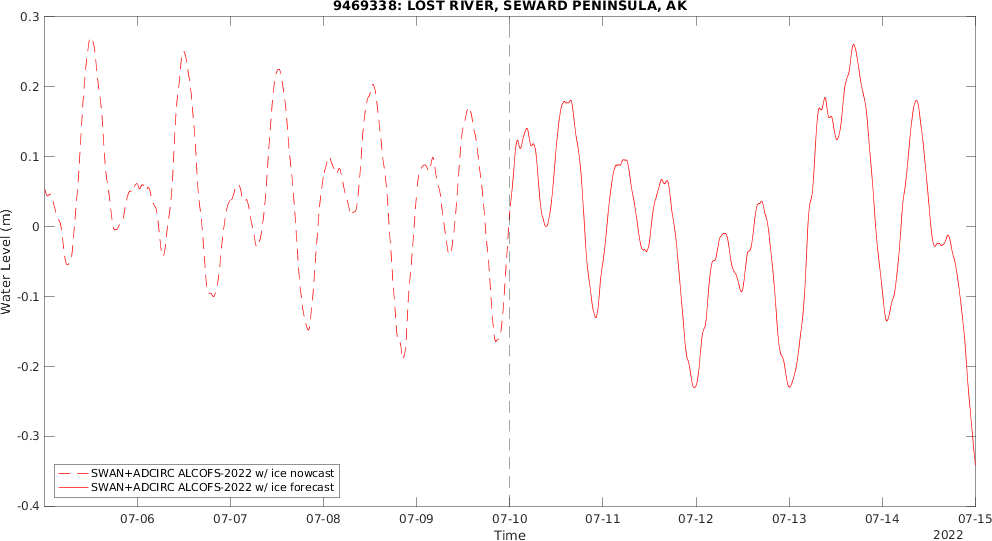 9469338: LOST RIVER, SEWARD PENINSULA, AK
0.3
0.2
0.1
0
-0.1
-0.2
-0.3
-0.4
Water Level (m)
SWAN+ADCIRC ALCOFS-2022 w/ ice nowcast
SWAN+ADCIRC ALCOFS-2022 w/ ice forecast
07-06 07-07 07-08 07-09 07-10 07-11 07-12 07-13 07-14 07-15
Time
2022